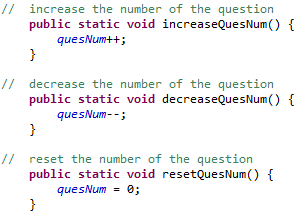 //  increase the number of the question
    public static void increaseQuesNum() {
        quesNum++;
    }
//  decrease the number of the question
    public static void decreaseQuesNum() {
        quesNum--;
    }
//  reset the number of the question
    public static void resetQuesNum() {
        quesNum = 0;
    }